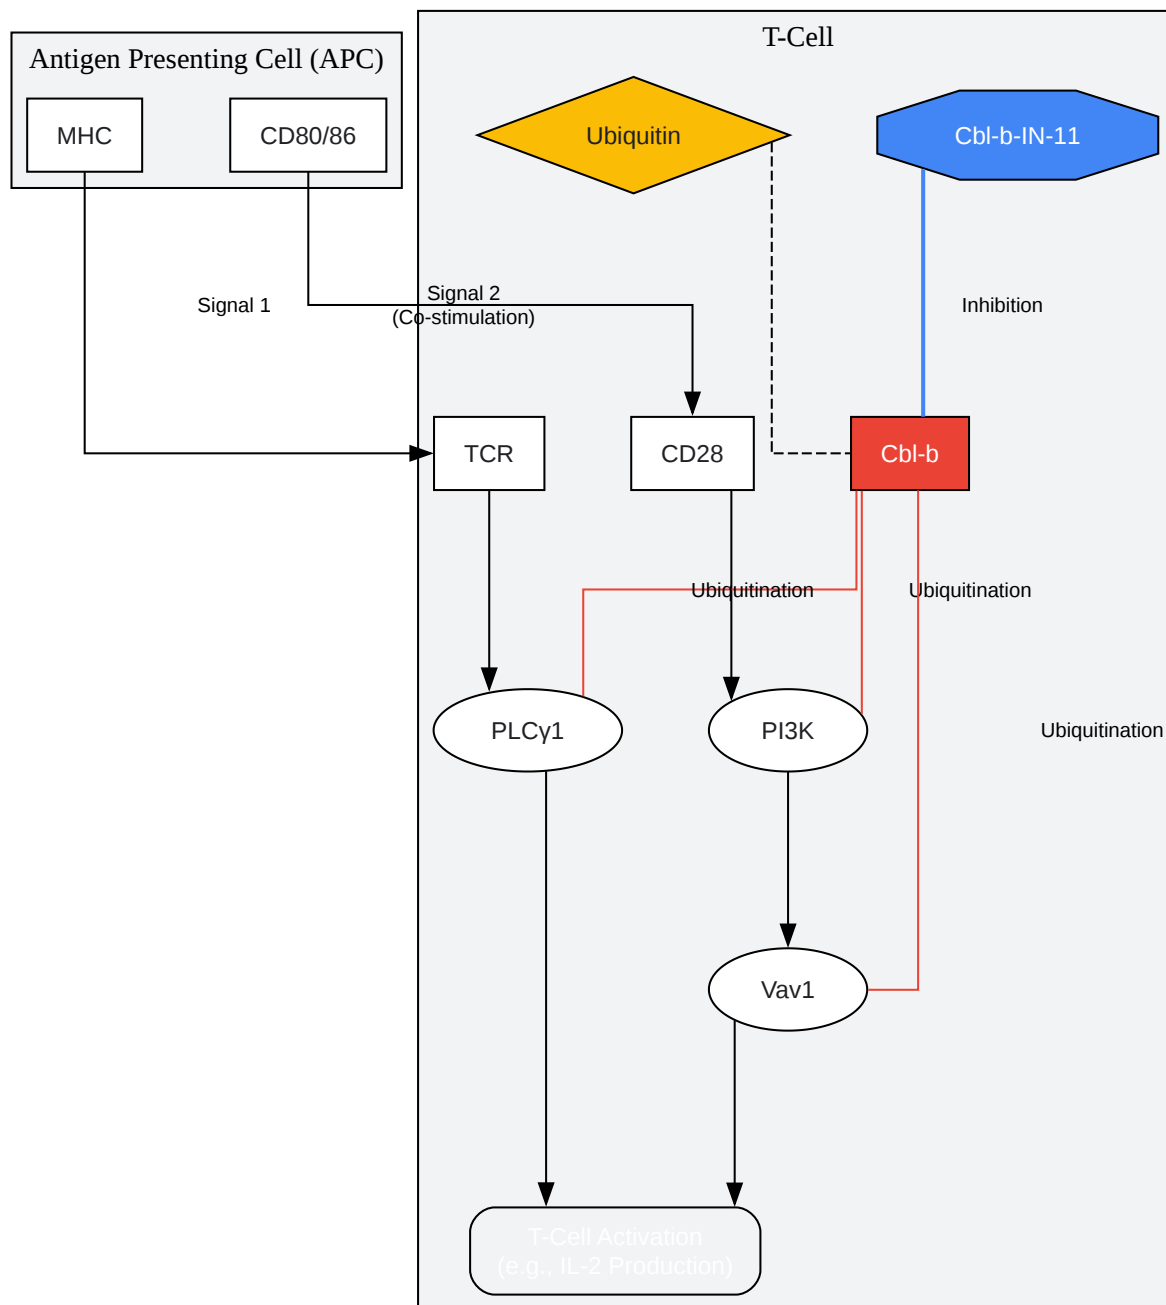 T-Cell
Antigen Presenting Cell (APC)
MHC
CD80/86
Ubiquitin
Cbl-b-IN-11
Signal 1
Signal 2
(Co-stimulation)
Inhibition
TCR
CD28
Cbl-b
Ubiquitination
Ubiquitination
PLCγ1
PI3K
Ubiquitination
Vav1
T-Cell Activation
(e.g., IL-2 Production)